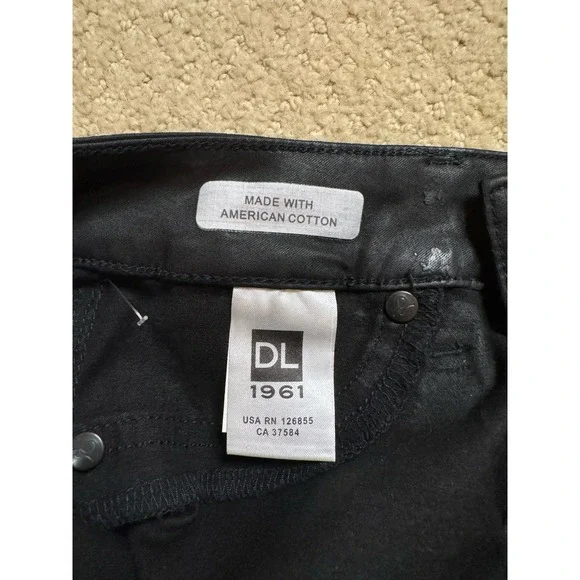 MADE WITH
AMERICAN COTTON
DL
1961
USA RN 126855
CA 37584